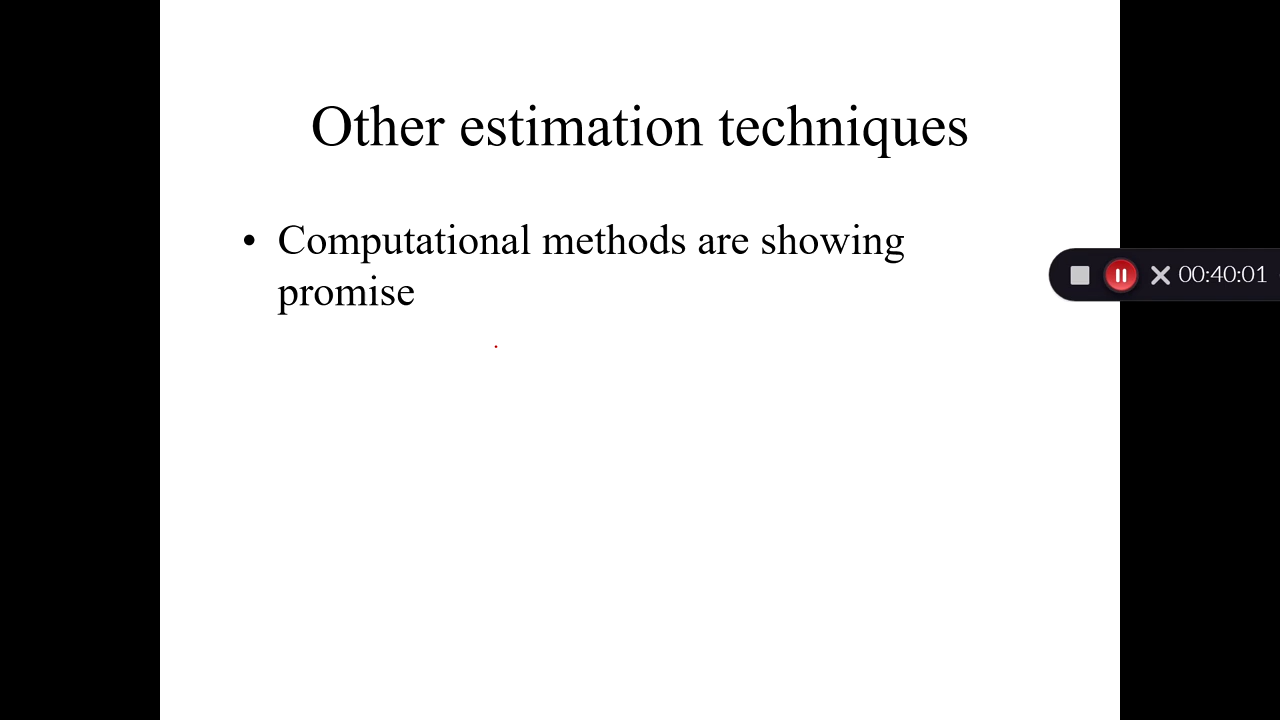 Other estimation techniques
• Computational methods are showing
promise
00:40:01